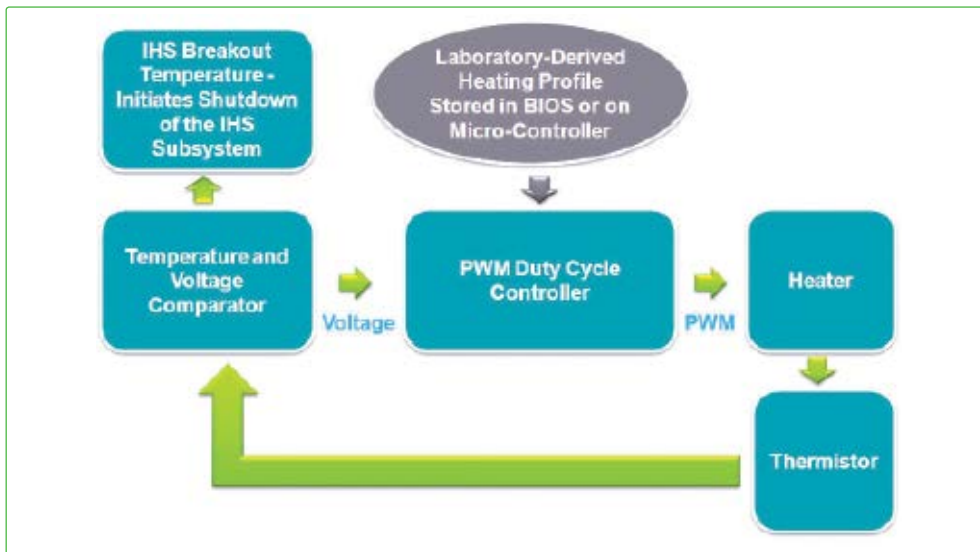 IHS Breakout
Temperature -
Initiates Shutdown
of the IHS
Subsystem
Laboratory-Derived
Heating Profile
Stored in BIOS or on
Micro-Controller
Temperature and
Voltage
Comparator
Voltage
PWM Duty Cycle
Controller
PWM
Heater
Thermistor